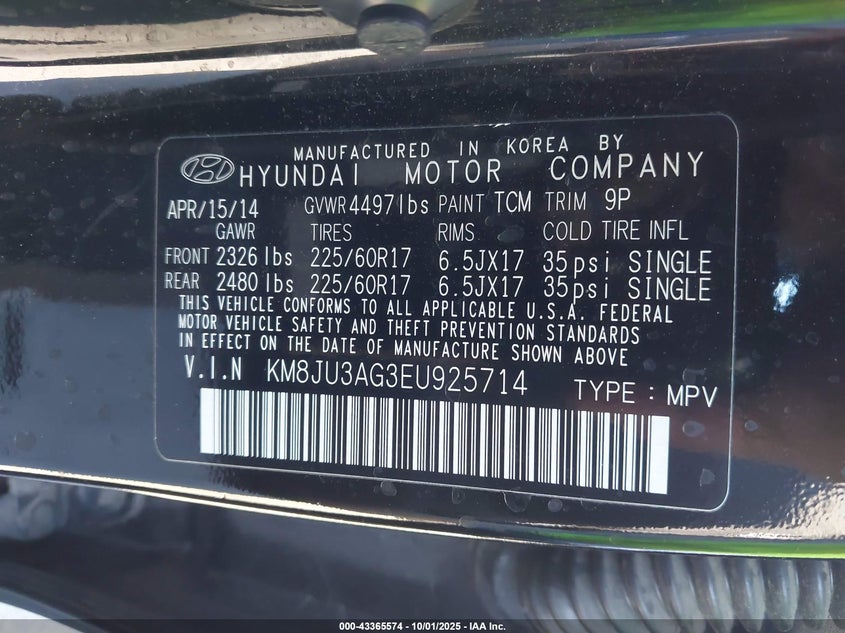 MANUFACTURED IN KOREA BY
HYUNDAI MOTOR COMPANY
APR/15/14 GVWR 4497lbs PAINT TCM TRIM 9P
GAWR TIRES RIMS COLD TIRE INFL
FRONT 2326 lbs 225/60R17 6.5JX17 35psi SINGLE
REAR 2480 lbs 225/60R17 6.5JX17 35psi SINGLE
THIS VEHICLE CONFORMS TO ALL APPLICABLE U.S.A. FEDERAL
MOTOR VEHICLE SAFETY AND THEFT PREVENTION STANDARDS
IN EFFECT ON THE DATE OF MANUFACTURE SHOWN ABOVE
V.I.N KM8JU3AG3EU925714 TYPE : MPV
000-43365574 - 10/01/2025 - IAA Inc.